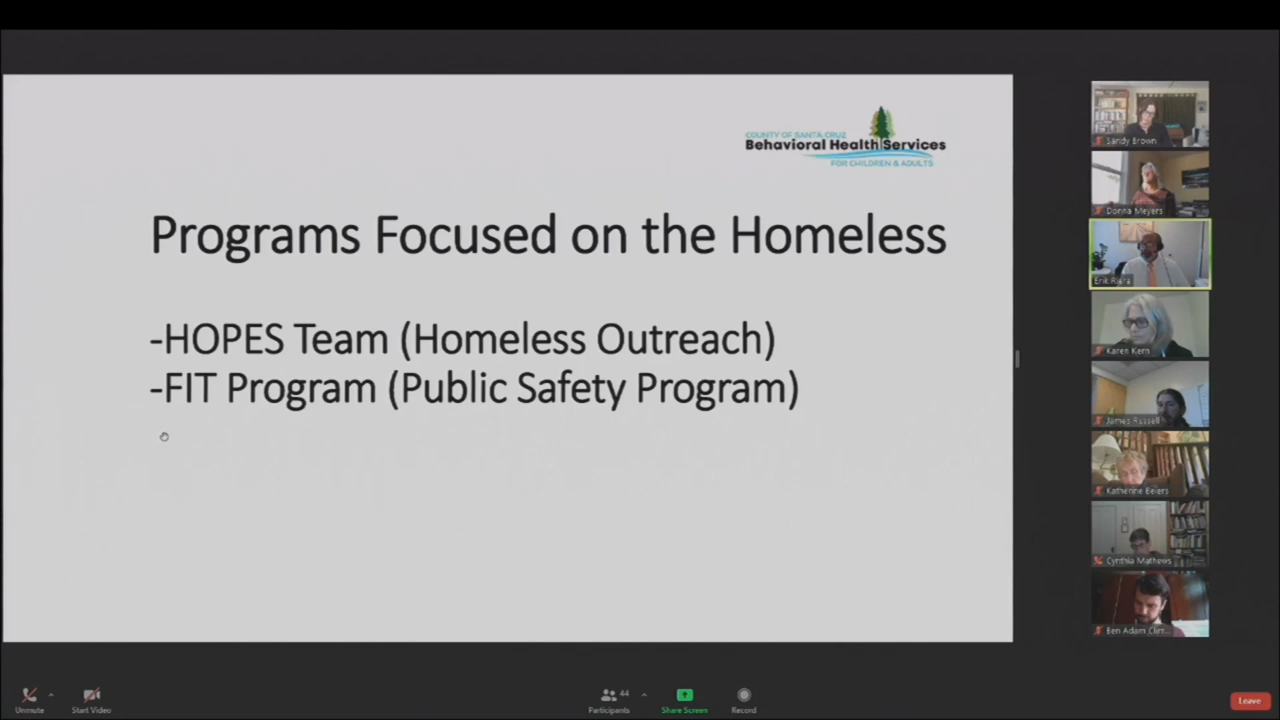 COUNTY OF SANTA CRUZ
Behavioral Health Services
FOR CHILDREN & ADULTS
Programs Focused on the Homeless
-HOPES Team (Homeless Outreach)
-FIT Program (Public Safety Program)
Sandy Brown
Donna Meyers
Erik Riera
Karen Kern
James Russell
Katherine Beiers
Cynthia Mathews
Ben Adam Clim...
Unmute
Start Video
44
Participants
Share Screen
Record
Leave